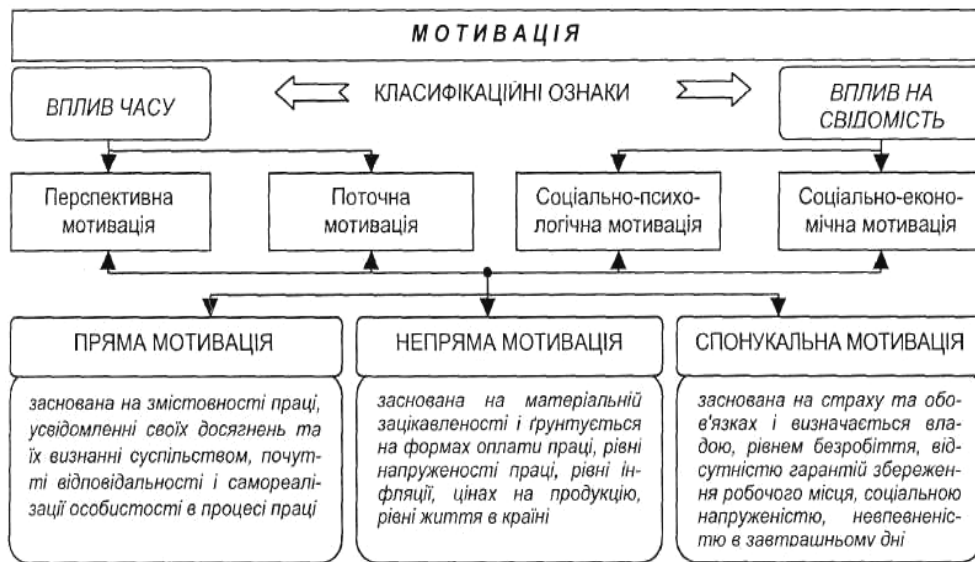 МОТИВАЦІЯ
ВПЛИВ ЧАСУ
КЛАСИФІКАЦІЙНІ ОЗНАКИ
ВПЛИВ НА
СВІДОМІСТЬ
Перспективна
мотивація
Поточна
мотивація
Соціально-психо-
логічна мотивація
Соціально-еконо-
мічна мотивація
ПРЯМА МОТИВАЦІЯ
заснована на змістовності праці,
усвідомленні своїх досягнень та
їх визнанні суспільством, почут-
ті відповідальності і самореалі-
зації особистості в процесі праці
НЕПРЯМА МОТИВАЦІЯ
заснована на матеріальній
зацікавленості і ґрунтується
на формах оплати праці, рівні
напруженості праці, рівні ін-
фляції, цінах на продукцію,
рівні життя в країні
СПОНУКАЛЬНА МОТИВАЦІЯ
заснована на страху та обо-
в'язках і визначається вла-
дою, рівнем безробіття, від-
сутністю гарантій збережен-
ня робочого місця, соціальною
напруженістю, невпевненіс-
тю в завтрашньому дні